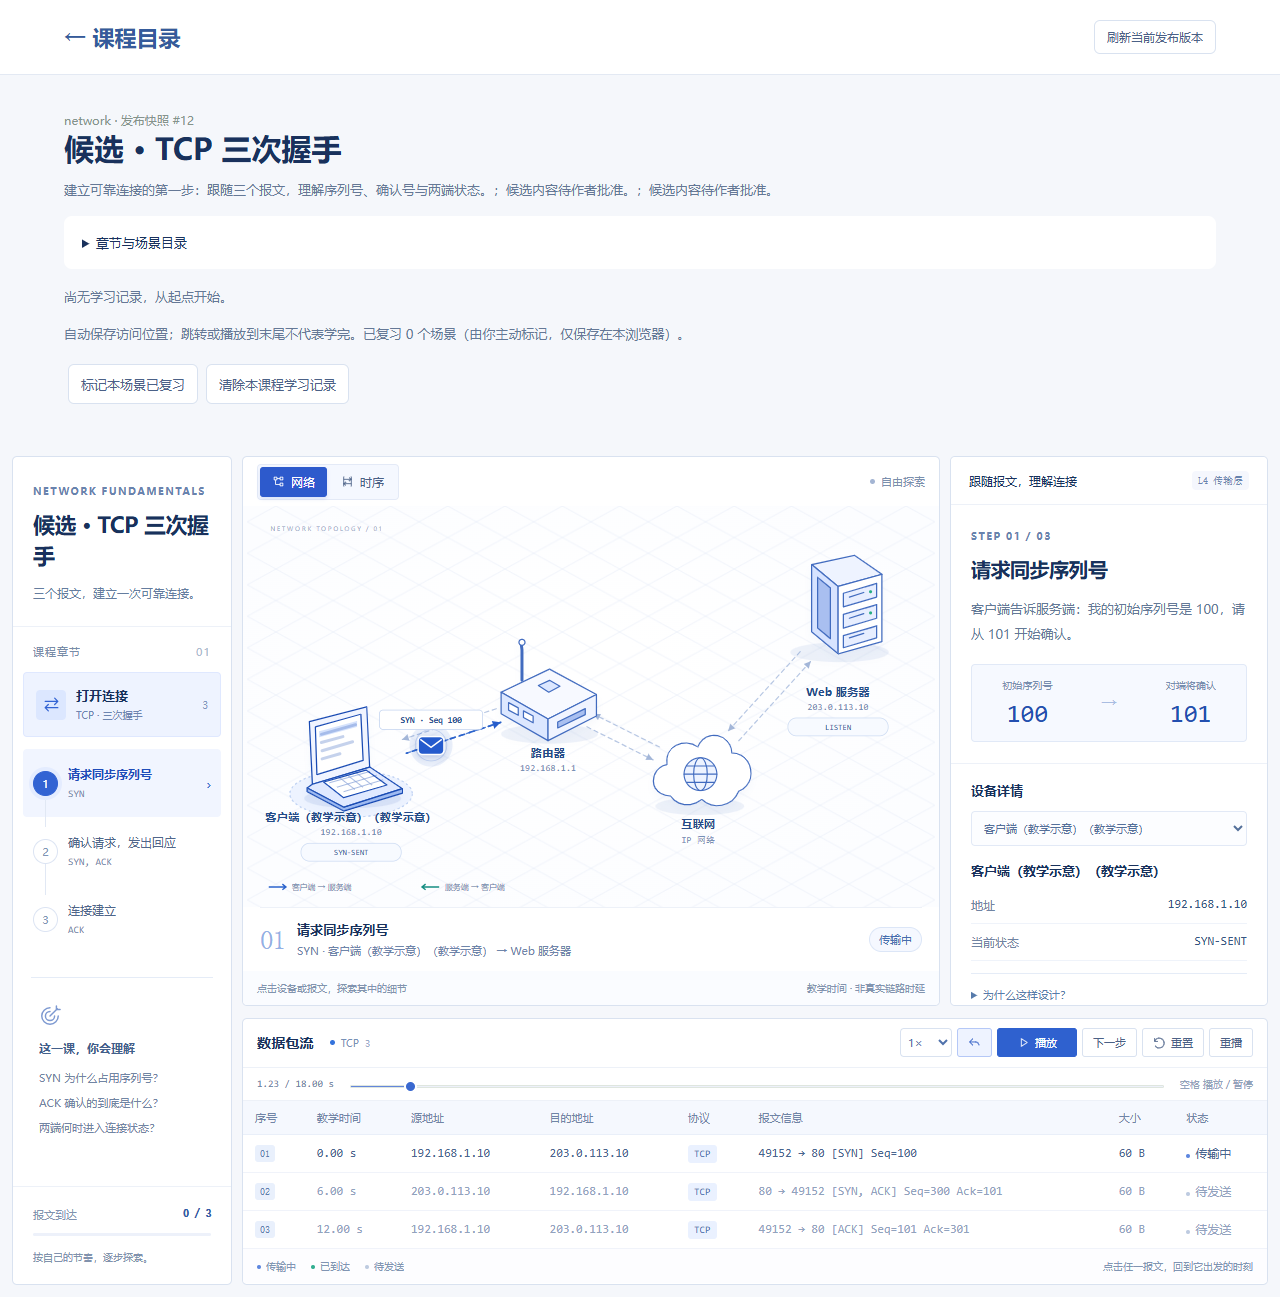 ← 课程目录
刷新当前发布版本
network · 发布快照 #12
候选 • TCP 三次握手
建立可靠连接的第一步：跟随三个报文，理解序列号、确认号与两端状态。；候选内容待作者批准。；候选内容待作者批准。
▶ 章节与场景目录
尚无学习记录，从起点开始。
自动保存访问位置；跳转或播放到末尾不代表学完。已复习 0 个场景（由你主动标记，仅保存在本浏览器）。
标记本场景已复习
清除本课程学习记录
NETWORK FUNDAMENTALS
候选 • TCP 三次握
手
三个报文，建立一次可靠连接。
课程章节 01
打开连接
TCP · 三次握手
3
1
请求同步序列号
SYN
›
2
确认请求，发出回应
SYN, ACK
3
连接建立
ACK
这一课，你会理解
SYN 为什么占用序列号？
ACK 确认的到底是什么？
两端何时进入连接状态？
报文到达 0 / 3
按自己的节奏，逐步探索。
网络
时序
自由探索
NETWORK TOPOLOGY / 01
SYN · Seq 100
客户端（教学示意）（教学示意）
192.168.1.10
SYN-SENT
路由器
192.168.1.1
互联网
IP 网络
Web 服务器
203.0.113.10
LISTEN
客户端 → 服务端
服务端 → 客户端
01
请求同步序列号
SYN · 客户端（教学示意）（教学示意） → Web 服务器
传输中
点击设备或报文，探索其中的细节
教学时间 · 非真实链路时延
跟随报文，理解连接
L4 传输层
STEP 01 / 03
请求同步序列号
客户端告诉服务端：我的初始序列号是 100，请
从 101 开始确认。
初始序列号
100
→
对端将确认
101
设备详情
客户端（教学示意）（教学示意）
客户端（教学示意）（教学示意）
地址 192.168.1.10
当前状态 SYN-SENT
▶ 为什么这样设计？
数据包流
TCP 3
1×
播放
下一步
重置
重播
1.23 / 18.00 s
空格 播放 / 暂停
序号 教学时间 源地址 目的地址 协议 报文信息 大小 状态
01 0.00 s 192.168.1.10 203.0.113.10 TCP 49152 → 80 [SYN] Seq=100 60 B 传输中
02 6.00 s 203.0.113.10 192.168.1.10 TCP 80 → 49152 [SYN, ACK] Seq=300 Ack=101 60 B 待发送
03 12.00 s 192.168.1.10 203.0.113.10 TCP 49152 → 80 [ACK] Seq=101 Ack=301 60 B 待发送
传输中 已到达 待发送
点击任一报文，回到它出发的时刻